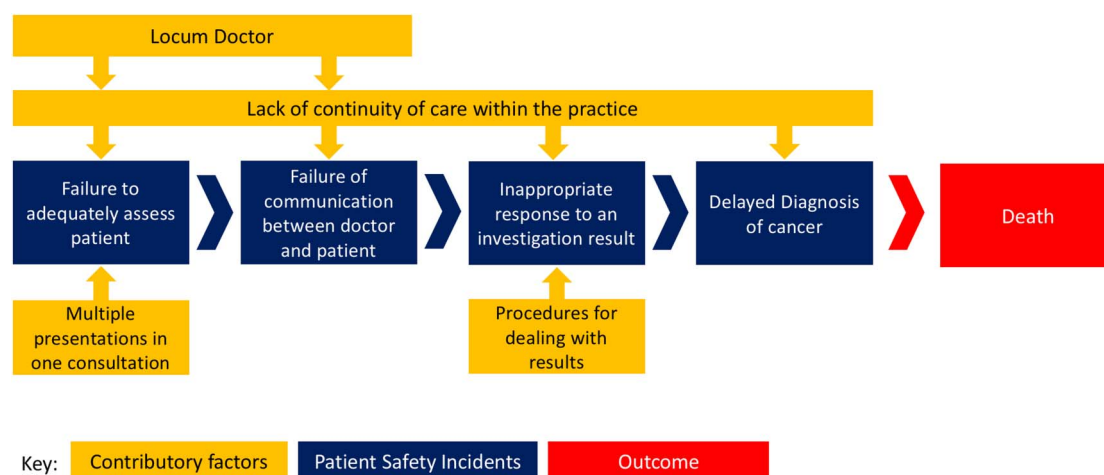 Locum Doctor
Lack of continuity of care within the practice
Failure to
adequately assess
patient
Failure of
communication
between doctor
and patient
Inappropriate
response to an
investigation result
Delayed Diagnosis
of cancer
Death
Multiple
presentations in
one consultation
Procedures for
dealing with
results
Key:
Contributory factors
Patient Safety Incidents
Outcome